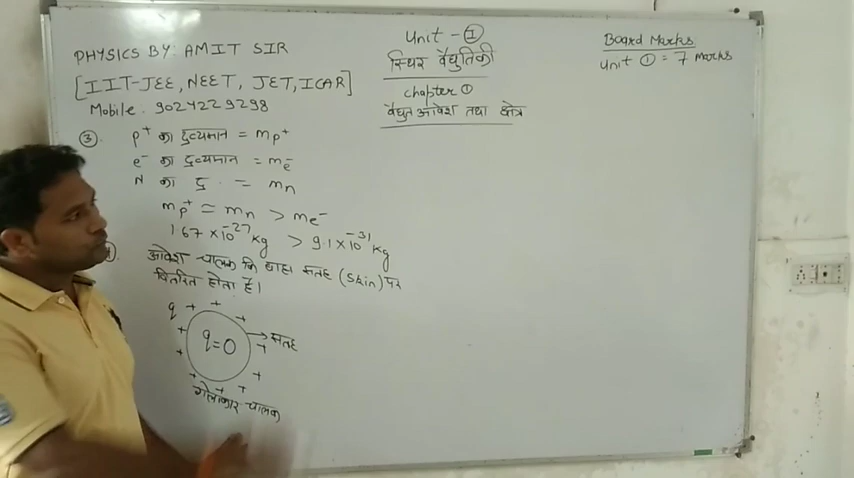 PHYSICS BY: AMIT SIR
[IIT-JEE, NEET, JET, ICAR]
Mobile. 9024229298
Unit - I
स्थिर वैद्युतिकी
chapter ①
वैद्युत आवेश तथा क्षेत्र
Board Marks
Unit ① = 7 marks
③. p⁺ का द्रव्यमान = mp⁺
e⁻ का द्रव्यमान = me⁻
N का द्र. = mn
mp⁺ ≃ mn > me⁻
1.67 × 10⁻²⁷ kg > 9.1 × 10⁻³¹ kg
आवेश चालक कि बाह्य सतह (Skin) पर
वितरित होता है।
q + + +
+ q=0 → सतह
+ +
+ + + +
गोलाकार चालक